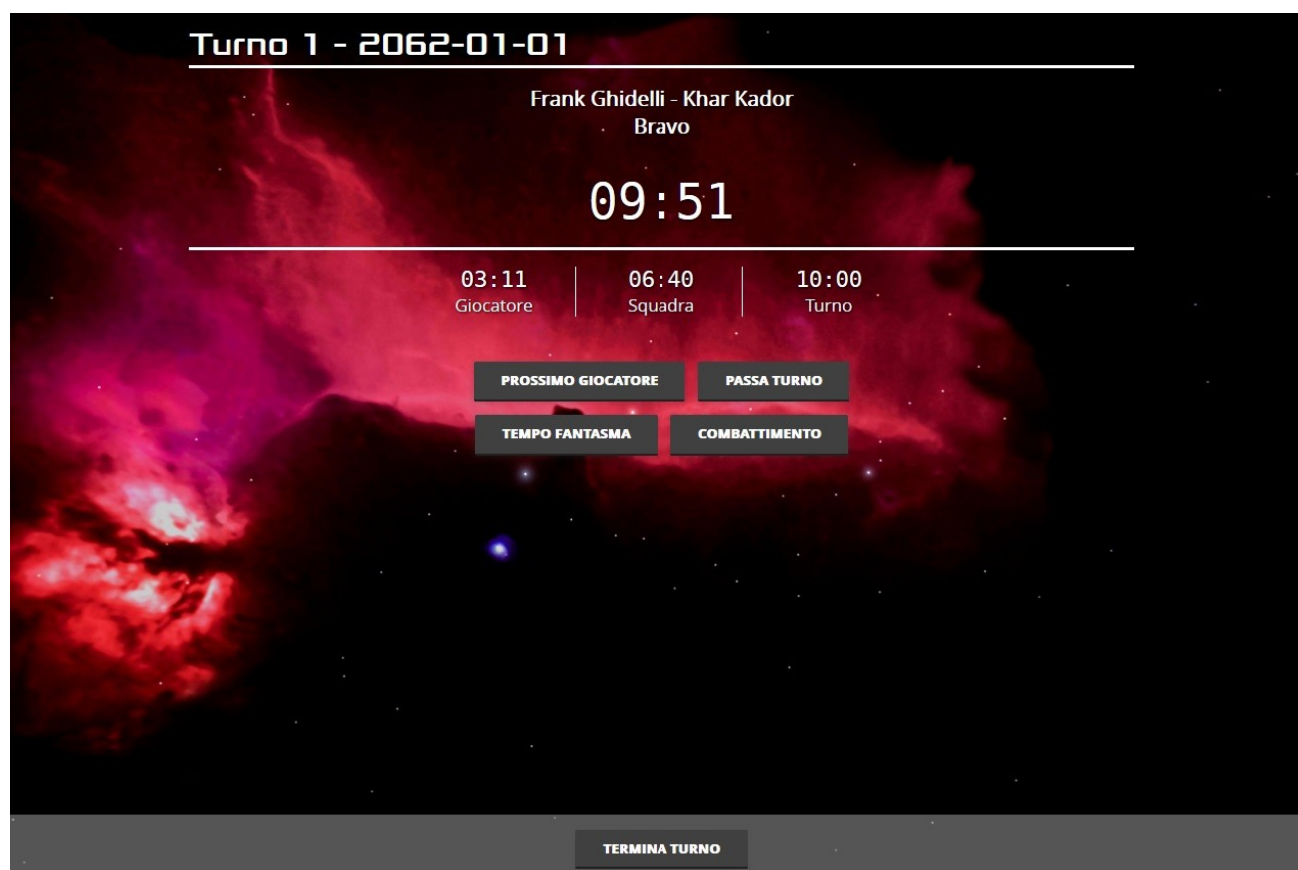 Turno 1 - 2062-01-01
Frank Ghidelli - Khar Kador
Bravo
09:51
03:11 06:40 10:00
Giocatore Squadra Turno
PROSSIMO GIOCATORE PASSA TURNO
TEMPO FANTASMA COMBATTIMENTO
TERMINA TURNO